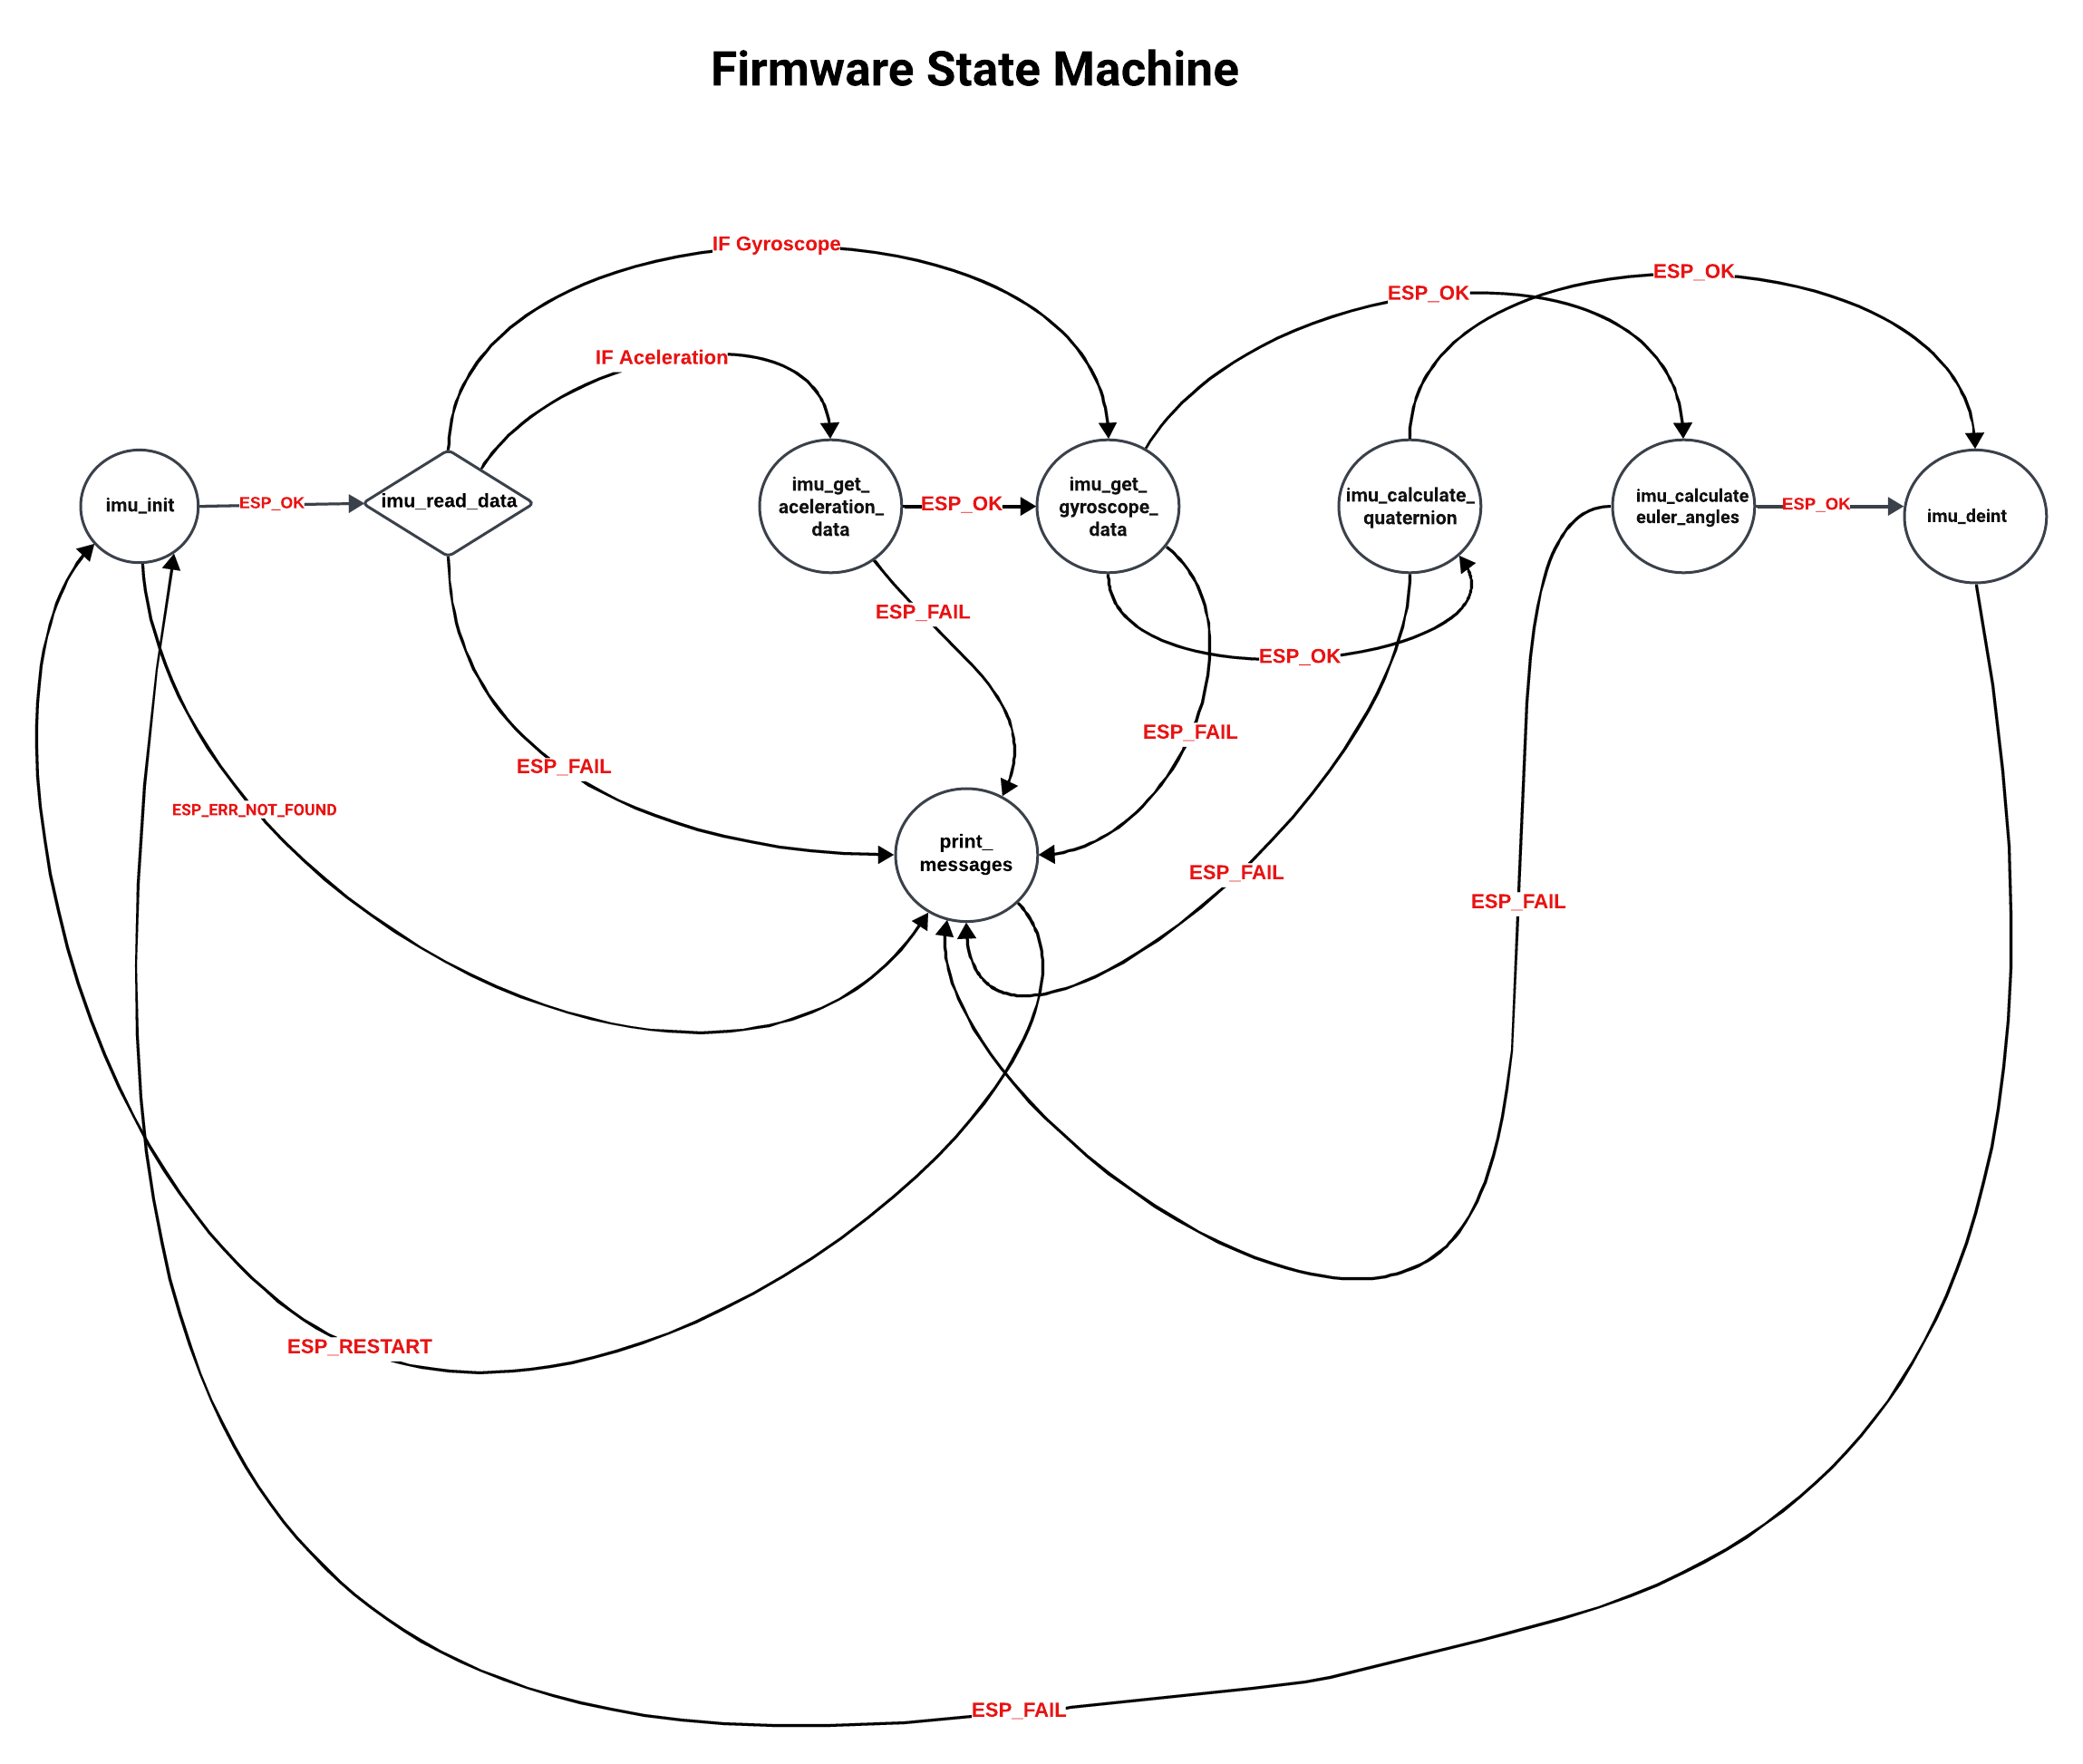 Firmware State Machine
IF Gyroscope
ESP_OK
ESP_OK
IF Aceleration
imu_init
ESP_OK
imu_read_data
imu_get_
aceleration_
data
ESP_OK
imu_get_
gyroscope_
data
imu_calculate_
quaternion
imu_calculate
euler_angles
ESP_OK
imu_deint
ESP_FAIL
ESP_OK
ESP_FAIL
ESP_FAIL
ESP_ERR_NOT_FOUND
print_
messages
ESP_FAIL
ESP_FAIL
ESP_RESTART
ESP_FAIL